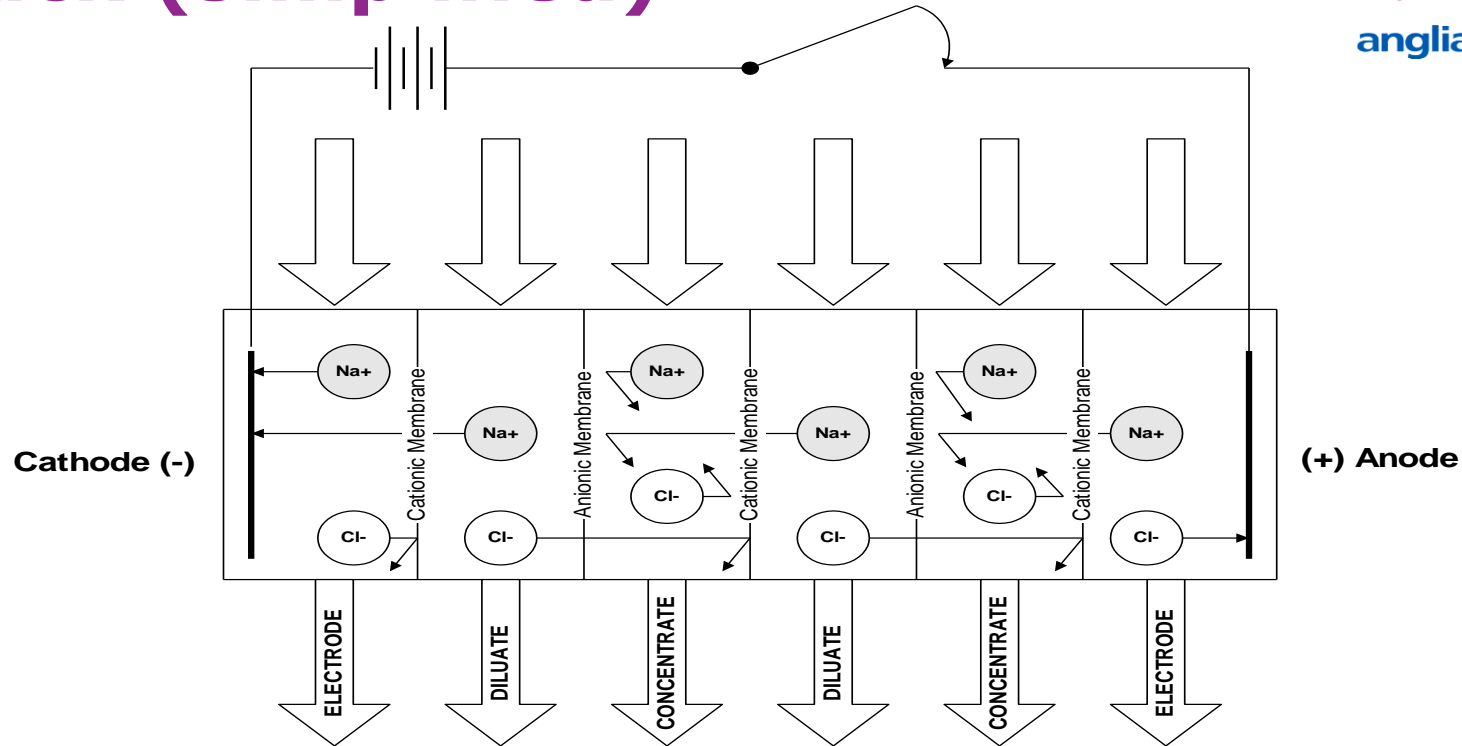 (simplified)
anglia
Na+
Na+
Na+
Na+
Na+
Na+
Cationic Membrane
Anionic Membrane
Cationic Membrane
Anionic Membrane
Cationic Membrane
Cathode (-)
(+) Anode
Cl-
Cl-
Cl-
Cl-
Cl-
Cl-
ELECTRODE
DILUATE
CONCENTRATE
DILUATE
CONCENTRATE
ELECTRODE